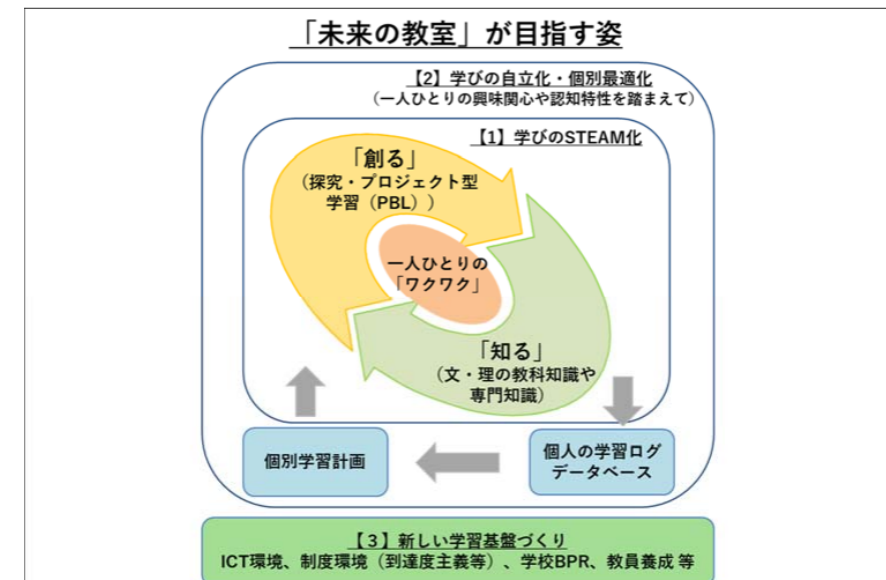 「未来の教室」が目指す姿
【2】学びの自立化・個別最適化
（一人ひとりの興味関心や認知特性を踏まえて）
【1】学びのSTEAM化
「創る」
（探究・プロジェクト型
学習（PBL））
一人ひとりの
「ワクワク」
「知る」
（文・理の教科知識や
専門知識）
個別学習計画
個人の学習ログ
データベース
【３】新しい学習基盤づくり
ICT環境、制度環境（到達度主義等）、学校BPR、教員養成 等